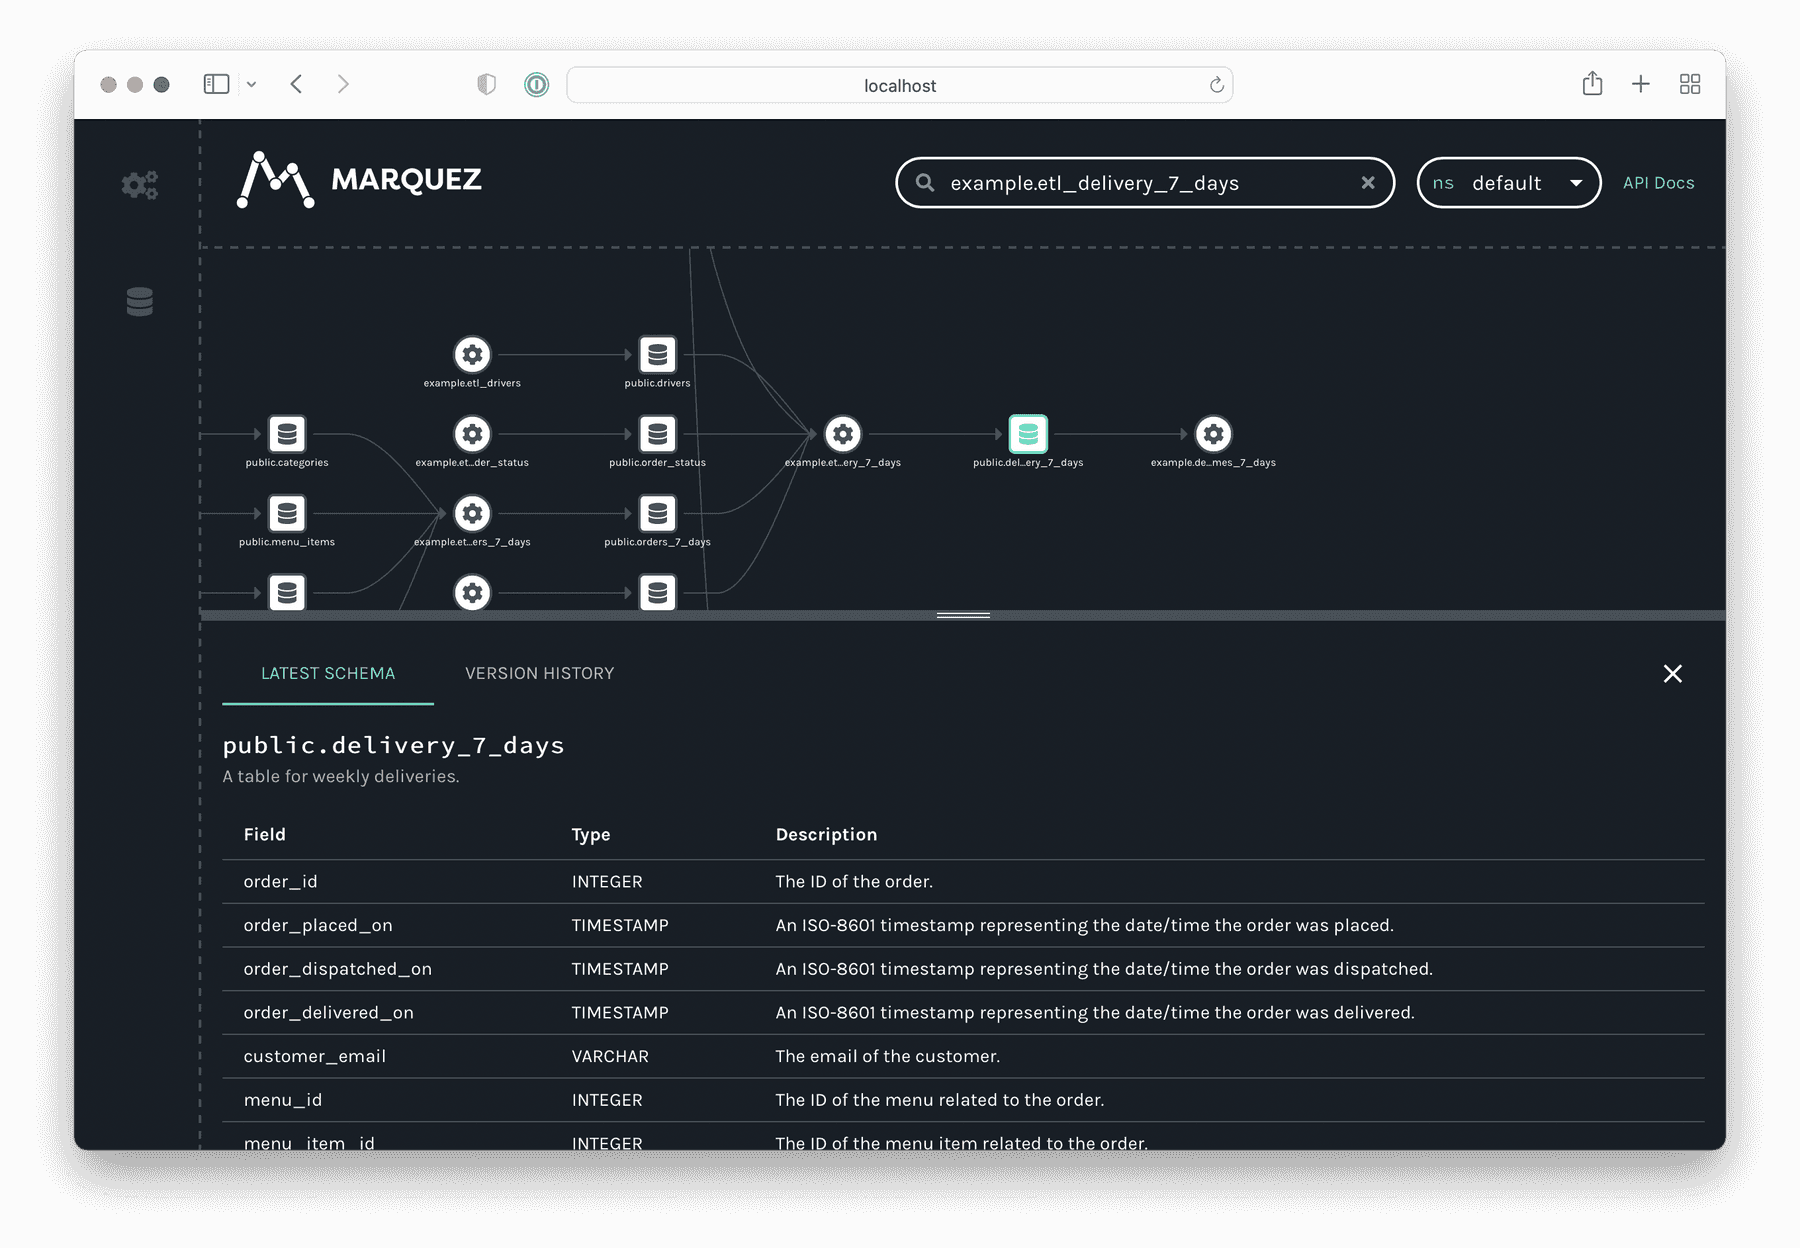 localhost
MARQUEZ
example.etl_delivery_7_days
ns default
API Docs
example.etl_drivers
public.drivers
public.categories
example.et...der_status
public.order_status
example.et...ery_7_days
public.del...ery_7_days
example.de...mes_7_days
public.menu_items
example.et...ers_7_days
public.orders_7_days
LATEST SCHEMA
VERSION HISTORY
public.delivery_7_days
A table for weekly deliveries.
Field Type Description
order_id INTEGER The ID of the order.
order_placed_on TIMESTAMP An ISO-8601 timestamp representing the date/time the order was placed.
order_dispatched_on TIMESTAMP An ISO-8601 timestamp representing the date/time the order was dispatched.
order_delivered_on TIMESTAMP An ISO-8601 timestamp representing the date/time the order was delivered.
customer_email VARCHAR The email of the customer.
menu_id INTEGER The ID of the menu related to the order.
menu_item_id INTEGER The ID of the menu item related to the order.